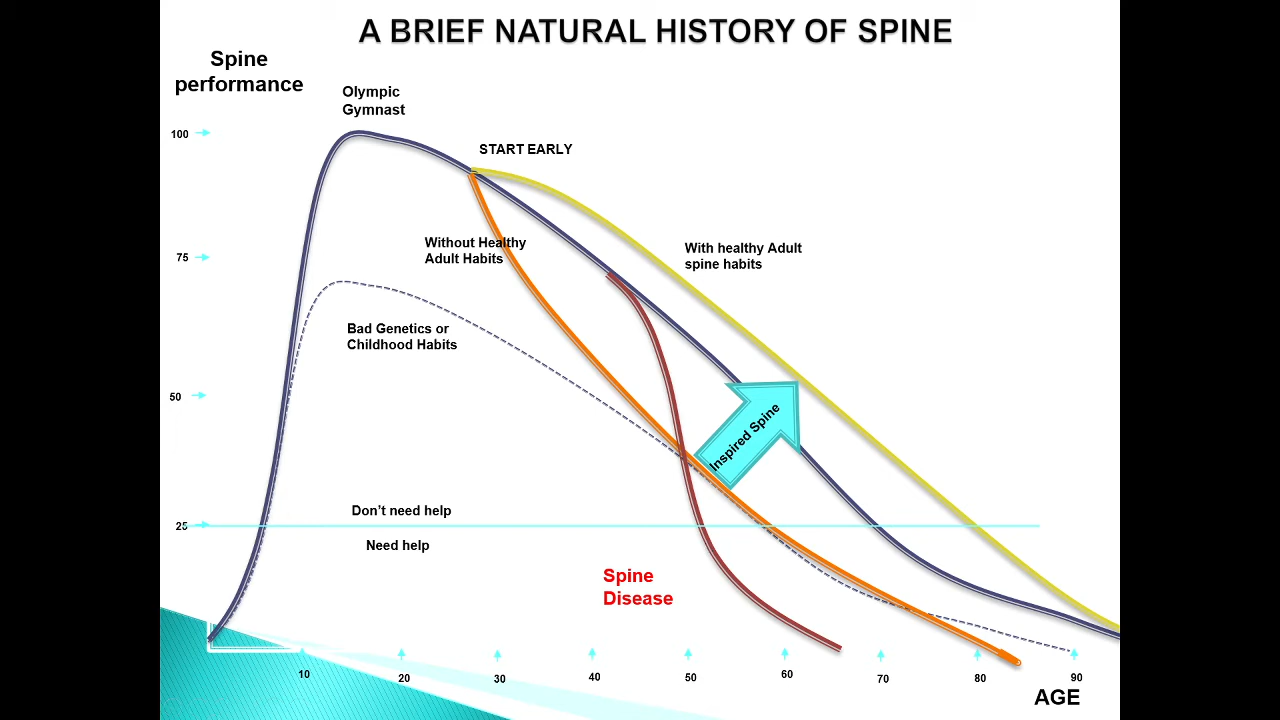 A BRIEF NATURAL HISTORY OF SPINE
Spine
performance
Olympic
Gymnast
100
START EARLY
Without Healthy
Adult Habits
With healthy Adult
spine habits
75
Bad Genetics or
Childhood Habits
50
Inspired Spine
Don't need help
25
Need help
Spine
Disease
10
20
30
40
50
60
70
80
90
AGE